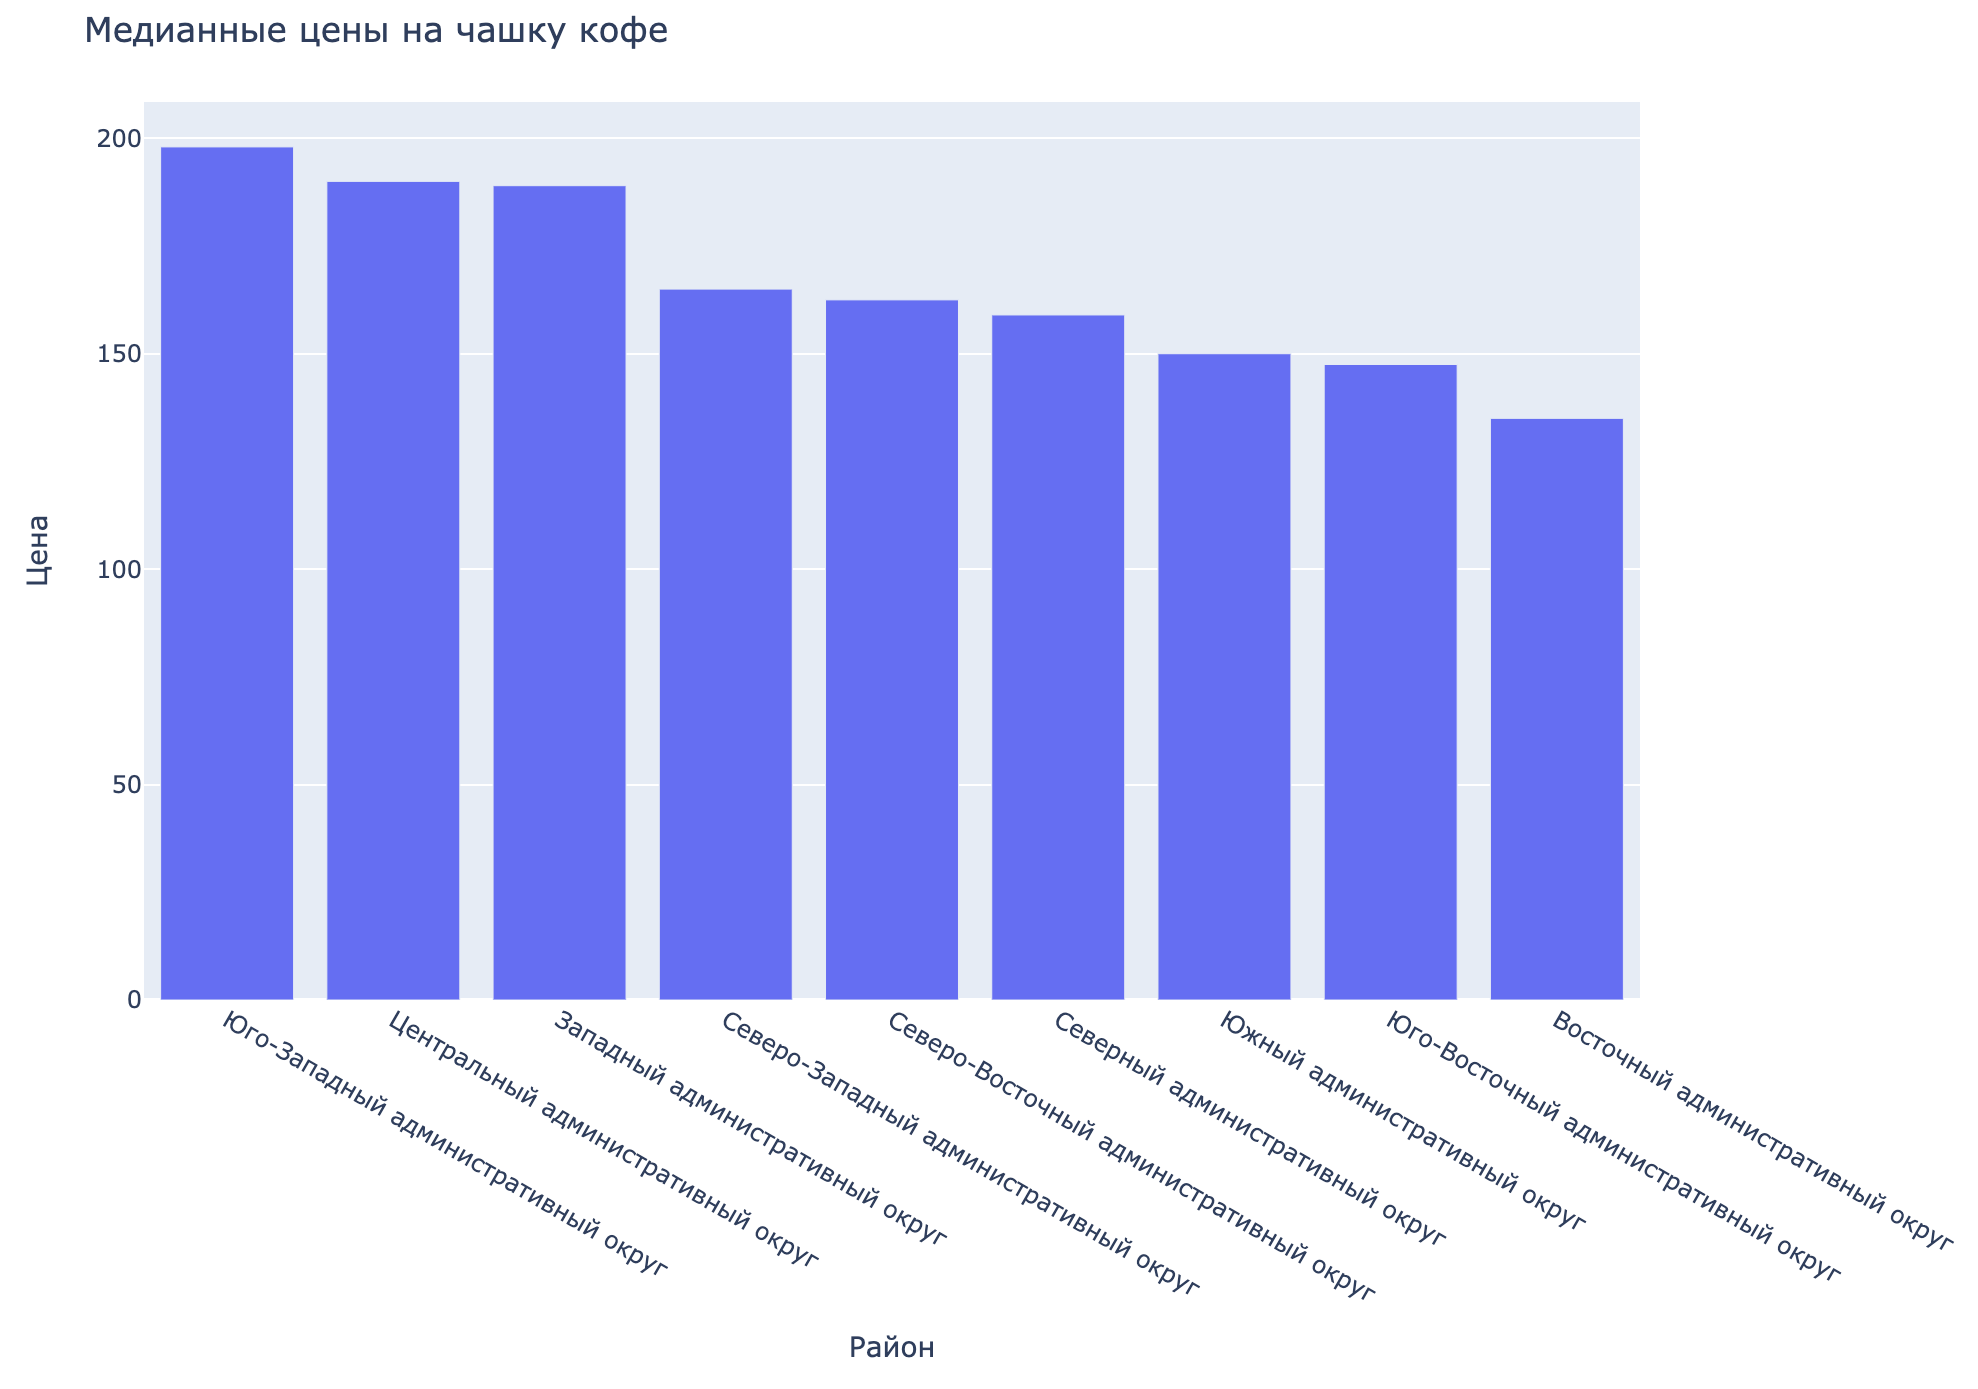 Медианные цены на чашку кофе
200
150
100
50
0
Цена
Юго-Западный административный округ
Центральный административный округ
Западный административный округ
Северо-Западный административный округ
Северо-Восточный административный округ
Северный административный округ
Южный административный округ
Юго-Восточный административный округ
Восточный административный округ
Район